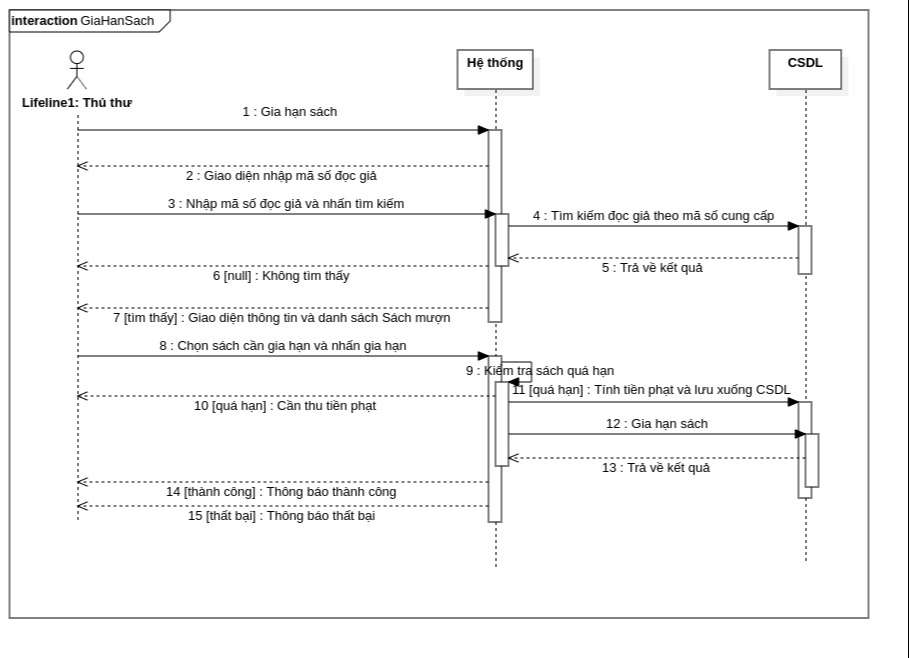 interaction GiaHanSach
Lifeline1: Thủ thư
Hệ thống
CSDL
1 : Gia hạn sách
2 : Giao diện nhập mã số đọc giả
3 : Nhập mã số đọc giả và nhấn tìm kiếm
4 : Tìm kiếm đọc giả theo mã số cung cấp
5 : Trả về kết quả
6 [null] : Không tìm thấy
7 [tìm thấy] : Giao diện thông tin và danh sách Sách mượn
8 : Chọn sách cần gia hạn và nhấn gia hạn
9 : Kiểm tra sách quá hạn
10 [quá hạn] : Cần thu tiền phạt
11 [quá hạn] : Tính tiền phạt và lưu xuống CSDL
12 : Gia hạn sách
13 : Trả về kết quả
14 [thành công] : Thông báo thành công
15 [thất bại] : Thông báo thất bại